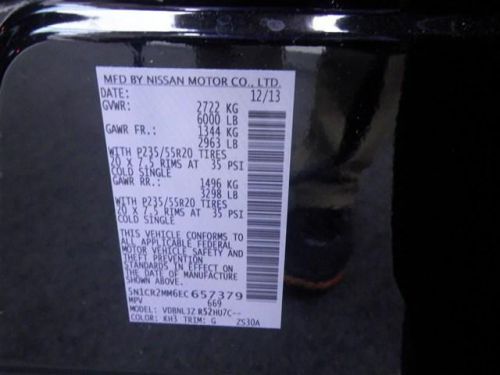 MFD BY NISSAN MOTOR CO., LTD.
DATE: 12/13
GVWR: 2722 KG
6000 LB
GAWR FR.: 1344 KG
2963 LB
WITH P235/55R20 TIRES
20 X 7.5 RIMS AT 35 PSI
COLD SINGLE
GAWR RR.: 1496 KG
3298 LB
WITH P235/55R20 TIRES
20 X 7.5 RIMS AT 35 PSI
COLD SINGLE
THIS VEHICLE CONFORMS TO
ALL APPLICABLE FEDERAL
MOTOR VEHICLE SAFETY AND
THEFT PREVENTION
STANDARDS IN EFFECT ON
THE DATE OF MANUFACTURE
SHOWN ABOVE.
5N1CR2MM6EC657379
MPV 669
MODEL: VDBNLJZ R52HU7C--
COLOR: KH3 TRIM: G ZS30A